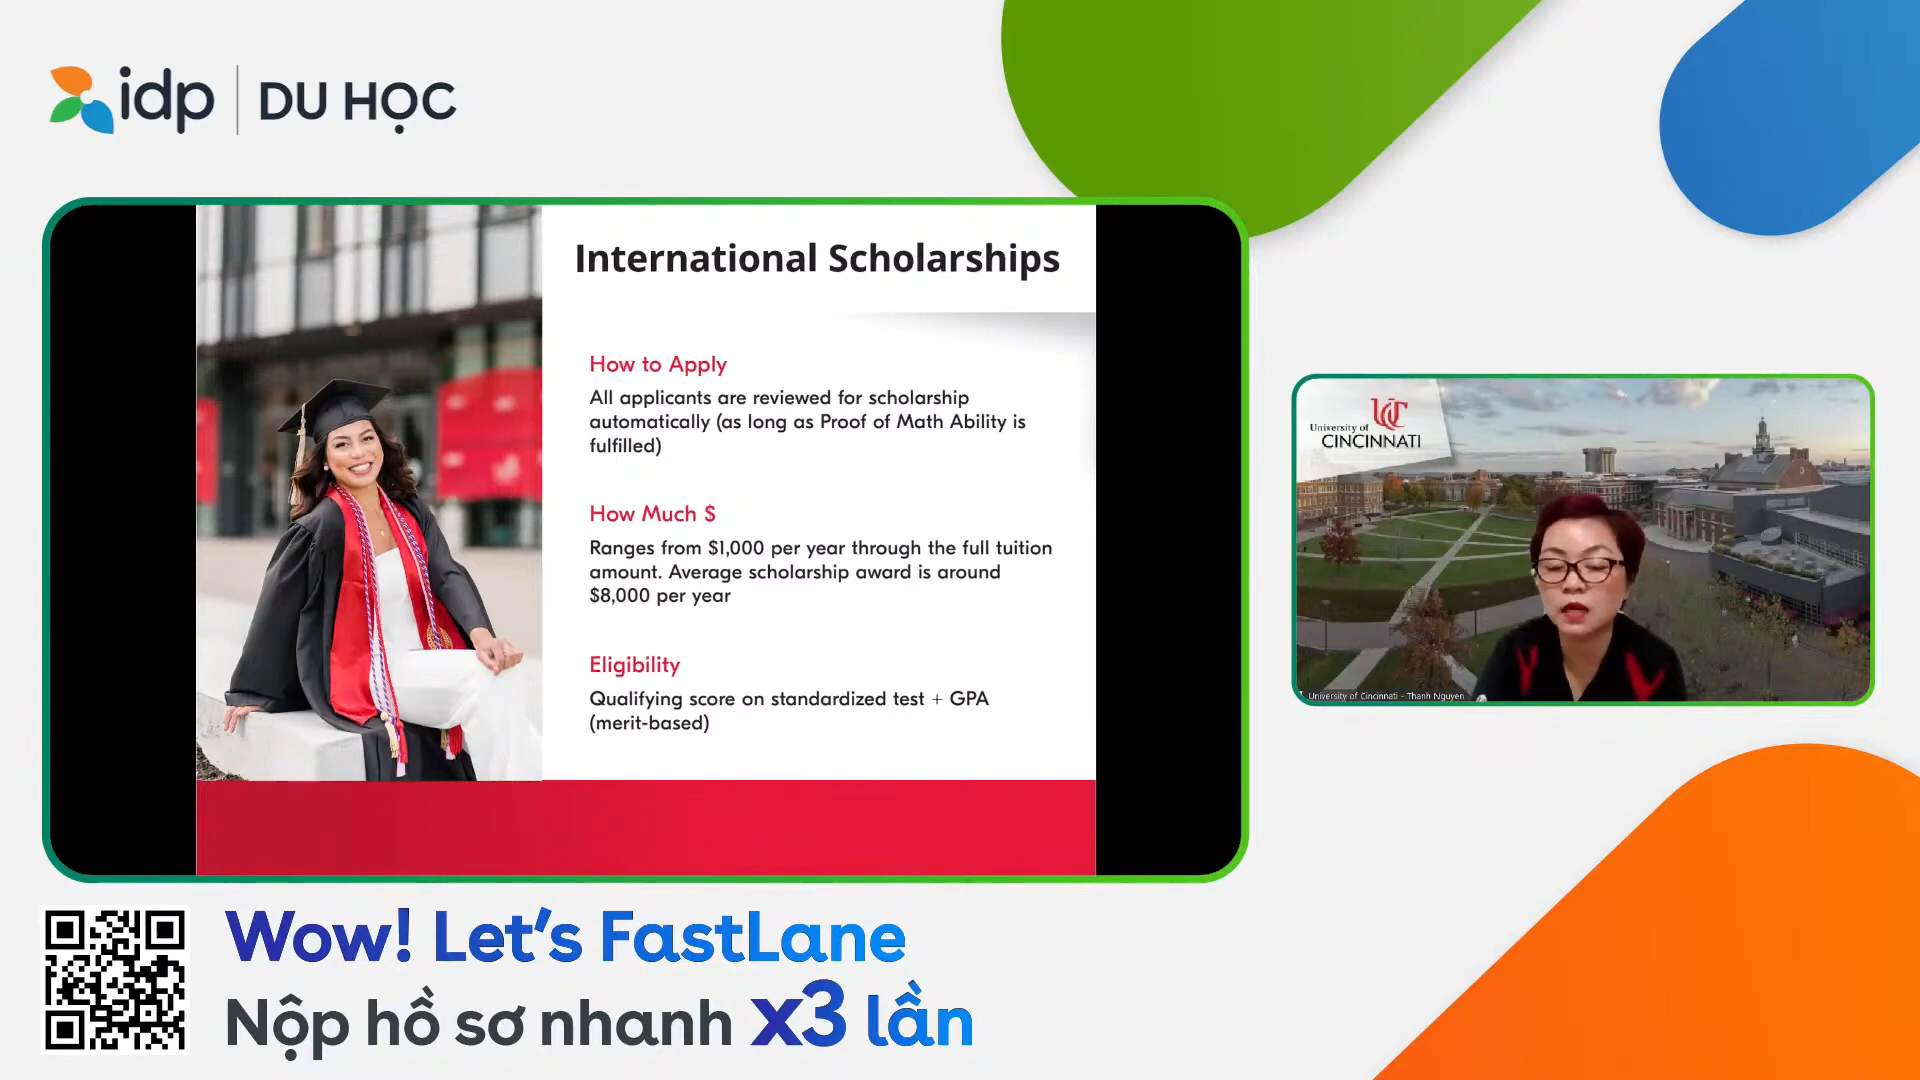 idp | DU HỌC
International Scholarships
How to Apply
All applicants are reviewed for scholarship
automatically (as long as Proof of Math Ability is
fulfilled)
How Much $
Ranges from $1,000 per year through the full tuition
amount. Average scholarship award is around
$8,000 per year
Eligibility
Qualifying score on standardized test + GPA
(merit-based)
UC
University of
CINCINNATI
University of Cincinnati - Thanh Nguyen
Wow! Let's FastLane
Nộp hồ sơ nhanh x3 lần